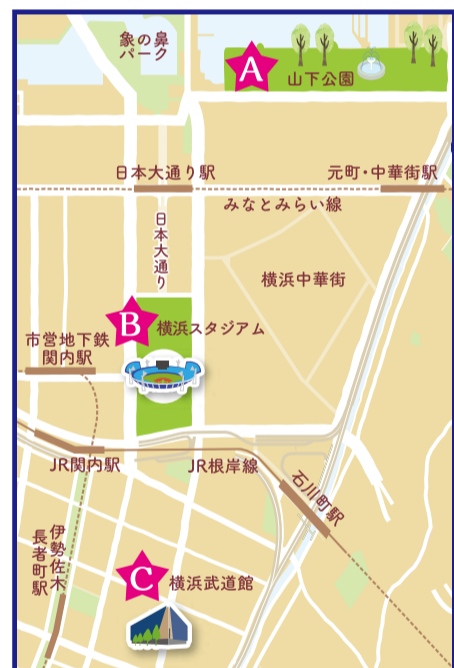 象の鼻
パーク
A
山下公園
日本大通り駅
元町・中華街駅
みなとみらい線
日本大通り
横浜中華街
B
横浜スタジアム
市営地下鉄
関内駅
JR関内駅
JR根岸線
石川町駅
伊勢佐木
長者町駅
C
横浜武道館